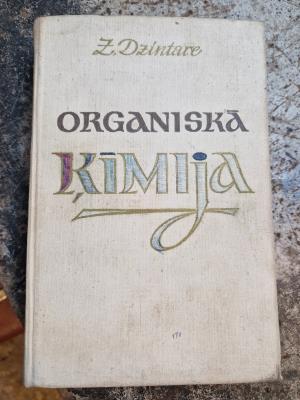 Ž. Dzintare
ORGANISKĀ
ĶĪMIJA